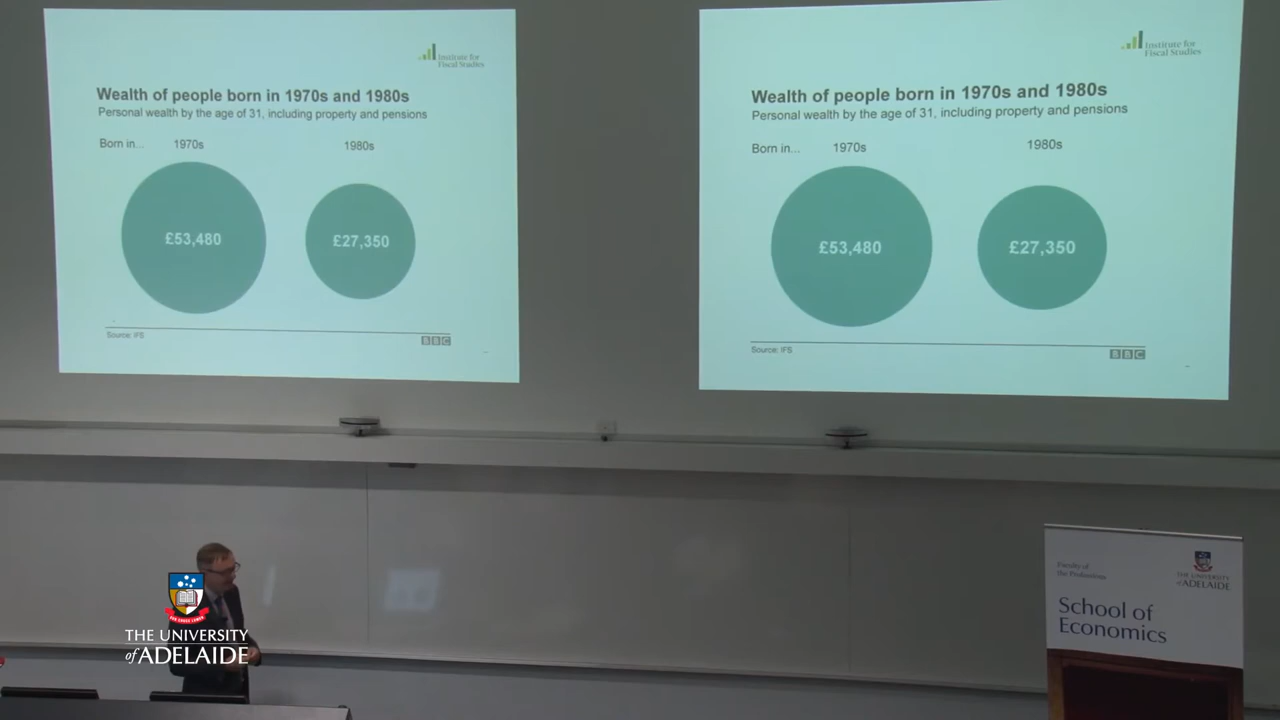 Institute for
Fiscal Studies
Wealth of people born in 1970s and 1980s
Personal wealth by the age of 31, including property and pensions
Born in... 1970s 1980s
£53,480 £27,350
Source: IFS
BBC
Institute for
Fiscal Studies
Wealth of people born in 1970s and 1980s
Personal wealth by the age of 31, including property and pensions
Born in... 1970s 1980s
£53,480 £27,350
Source: IFS
BBC
THE UNIVERSITY
of ADELAIDE
Faculty of
the Professions
THE UNIVERSITY
of ADELAIDE
School of
Economics